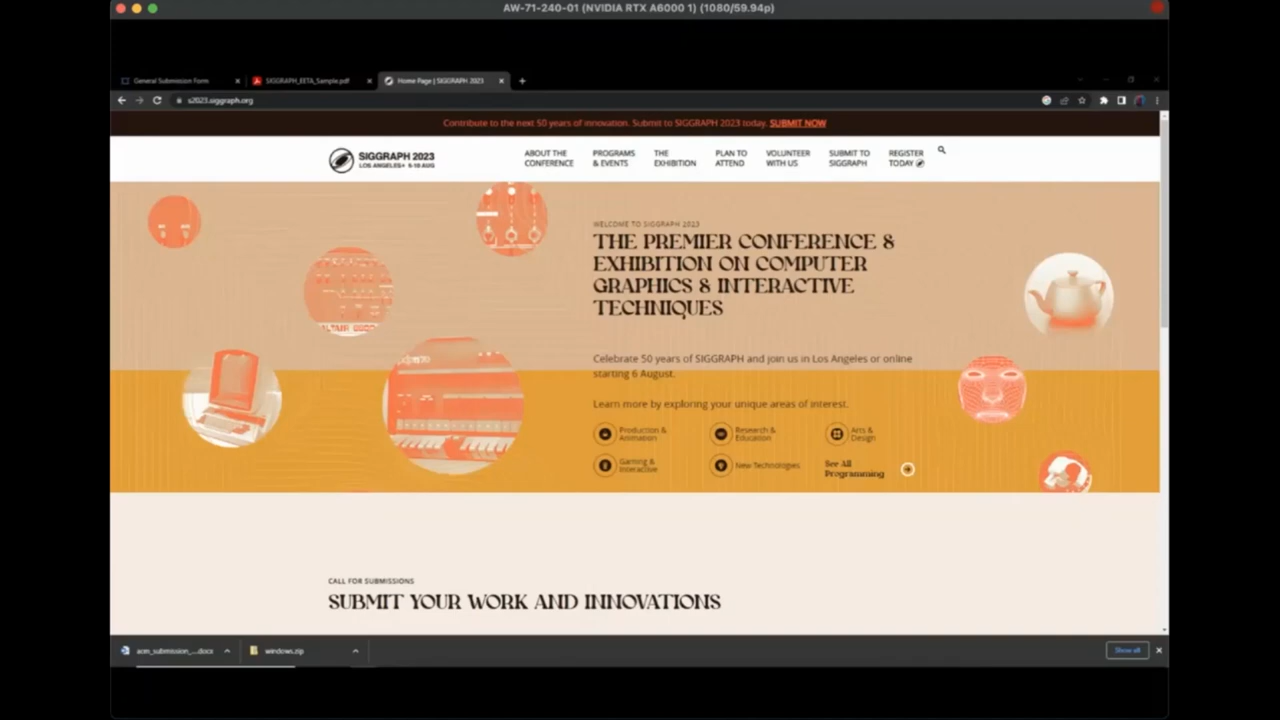 AW-71-240-01 (NVIDIA RTX A6000 1) (1080/59.94p)
General Submission Form
SIGGRAPH_EETA_Sample.pdf
Home Page | SIGGRAPH 2023
s2023.siggraph.org
Contribute to the next 50 years of innovation. Submit to SIGGRAPH 2023 today. SUBMIT NOW
SIGGRAPH 2023
LOS ANGELES+ 6-10 AUG
ABOUT THE
CONFERENCE
PROGRAMS
& EVENTS
THE
EXHIBITION
PLAN TO
ATTEND
VOLUNTEER
WITH US
SUBMIT TO
SIGGRAPH
REGISTER
TODAY
WELCOME TO SIGGRAPH 2023
THE PREMIER CONFERENCE &
EXHIBITION ON COMPUTER
GRAPHICS & INTERACTIVE
TECHNIQUES
Celebrate 50 years of SIGGRAPH and join us in Los Angeles or online
starting 6 August.
Learn more by exploring your unique areas of interest.
Production &
Animation
Research &
Education
Arts &
Design
Gaming &
Interactive
New Technologies
See All
Programming
CALL FOR SUBMISSIONS
SUBMIT YOUR WORK AND INNOVATIONS
acm_submission_....docx
windows.zip
Show all